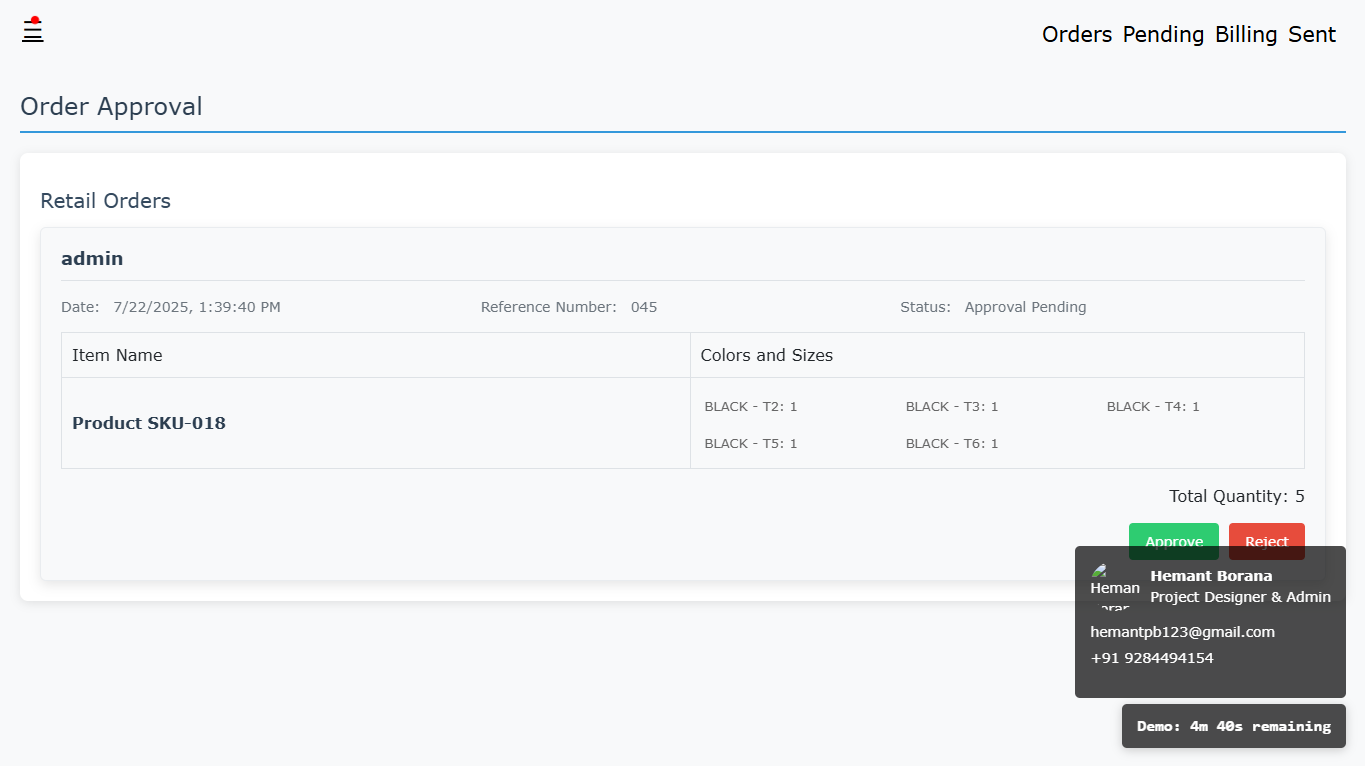 Orders Pending Billing Sent
Order Approval
Retail Orders
admin
Date: 7/22/2025, 1:39:40 PM Reference Number: 045 Status: Approval Pending
Item Name Colors and Sizes
Product SKU-018
BLACK - T2: 1 BLACK - T3: 1 BLACK - T4: 1
BLACK - T5: 1 BLACK - T6: 1
Total Quantity: 5
Approve Reject
Hemant Borana
Project Designer & Admin
Hemant
hemantpb123@gmail.com
+91 9284494154
Demo: 4m 40s remaining